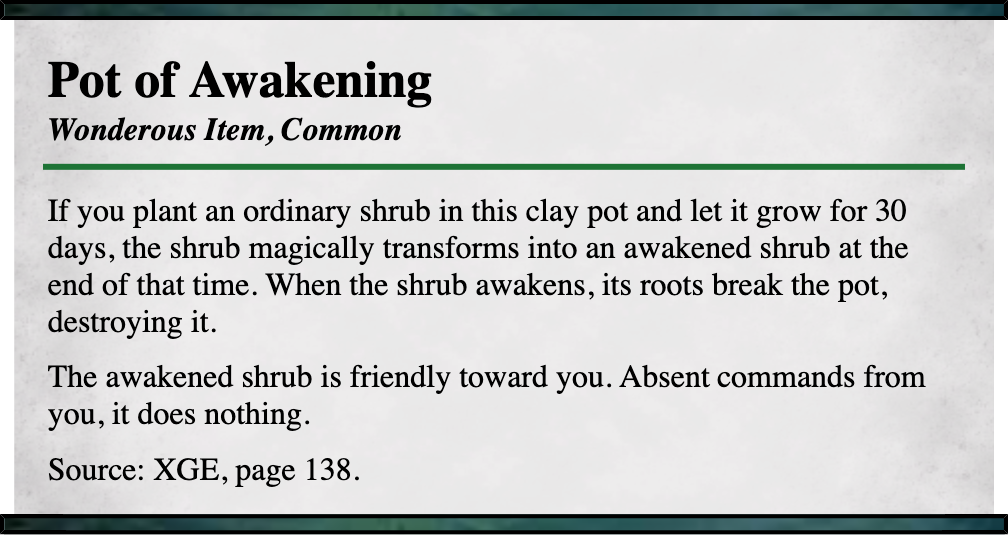 Pot of Awakening
Wonderous Item, Common
If you plant an ordinary shrub in this clay pot and let it grow for 30
days, the shrub magically transforms into an awakened shrub at the
end of that time. When the shrub awakens, its roots break the pot,
destroying it.
The awakened shrub is friendly toward you. Absent commands from
you, it does nothing.
Source: XGE, page 138.